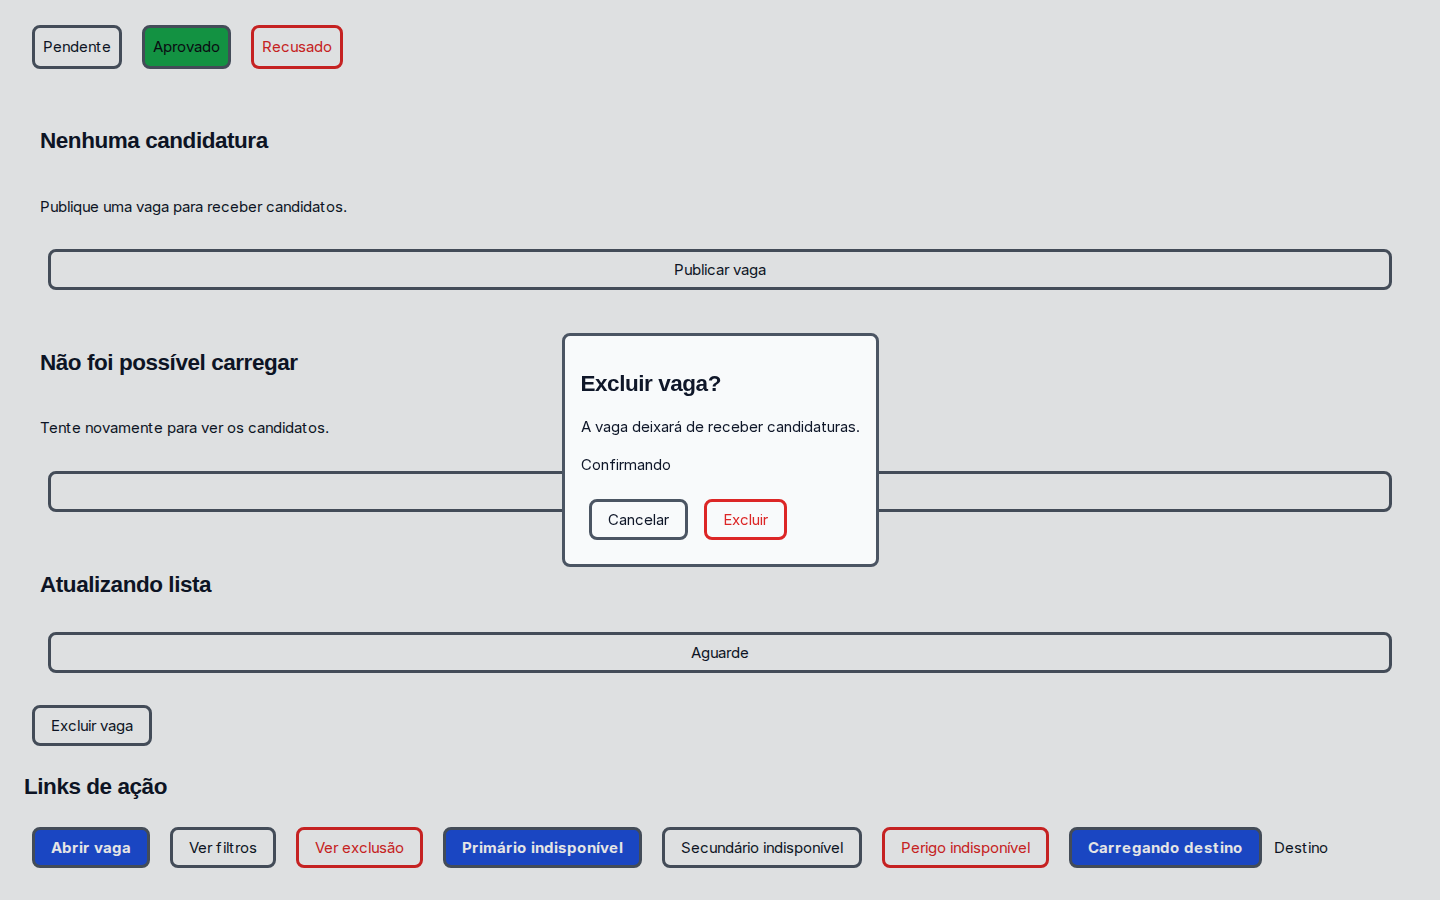 Pendente Aprovado Recusado
Nenhuma candidatura
Publique uma vaga para receber candidatos.
Publicar vaga
Não foi possível carregar
Tente novamente para ver os candidatos.
Excluir vaga?
A vaga deixará de receber candidaturas.
Confirmando
Cancelar Excluir
Atualizando lista
Aguarde
Excluir vaga
Links de ação
Abrir vaga Ver filtros Ver exclusão Primário indisponível Secundário indisponível Perigo indisponível Carregando destino Destino